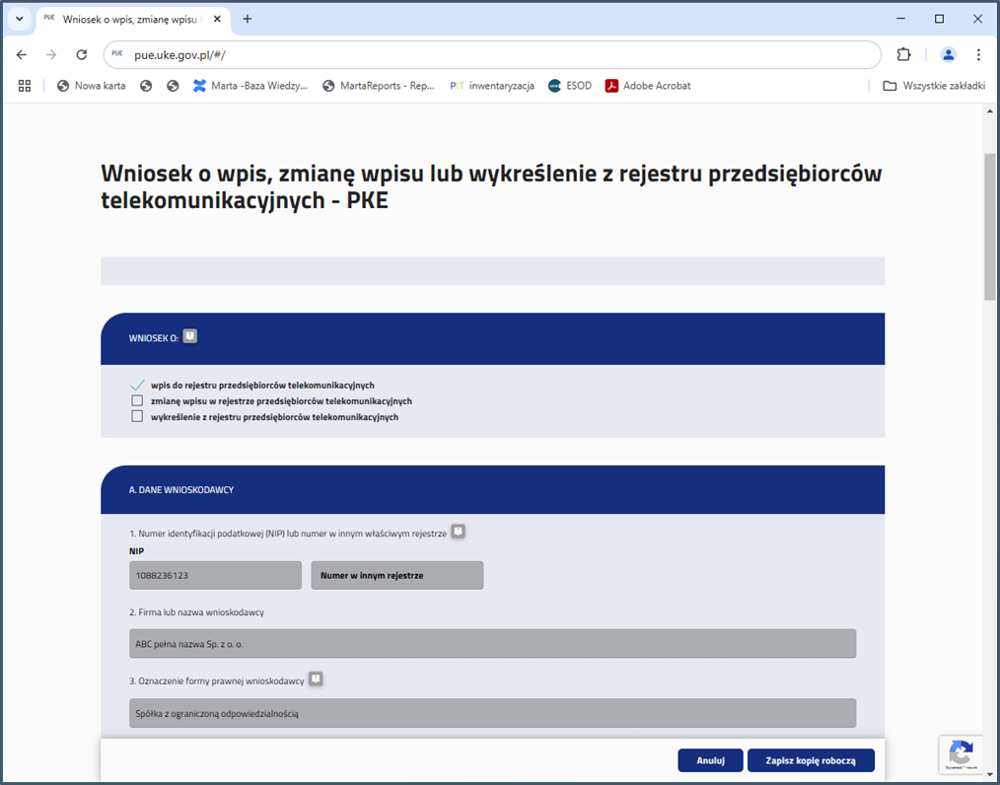 PUE Wniosek o wpis, zmianę wpisu
PUE pue.uke.gov.pl/#/
Nowa karta Marta -Baza Wiedzy... MartaReports - Rep... PIT inwentaryzacja ESOD Adobe Acrobat Wszystkie zakładki
Wniosek o wpis, zmianę wpisu lub wykreślenie z rejestru przedsiębiorców
telekomunikacyjnych - PKE
WNIOSEK O:
wpis do rejestru przedsiębiorców telekomunikacyjnych
zmianę wpisu w rejestrze przedsiębiorców telekomunikacyjnych
wykreślenie z rejestru przedsiębiorców telekomunikacyjnych
A. DANE WNIOSKODAWCY
1. Numer identyfikacji podatkowej (NIP) lub numer w innym właściwym rejestrze
NIP
1088236123 Numer w innym rejestrze
2. Firma lub nazwa wnioskodawcy
ABC pełna nazwa Sp. z o. o.
3. Oznaczenie formy prawnej wnioskodawcy
Spółka z ograniczoną odpowiedzialnością
Anuluj Zapisz kopię roboczą